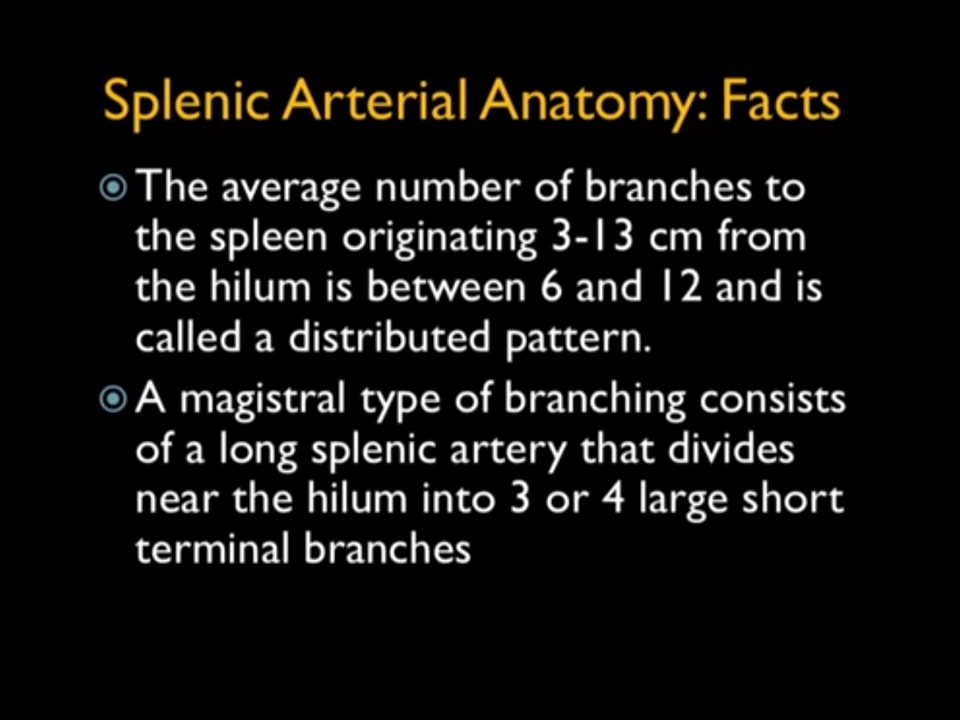 Splenic Arterial Anatomy: Facts
The average number of branches to
the spleen originating 3-13 cm from
the hilum is between 6 and 12 and is
called a distributed pattern.
A magistral type of branching consists
of a long splenic artery that divides
near the hilum into 3 or 4 large short
terminal branches